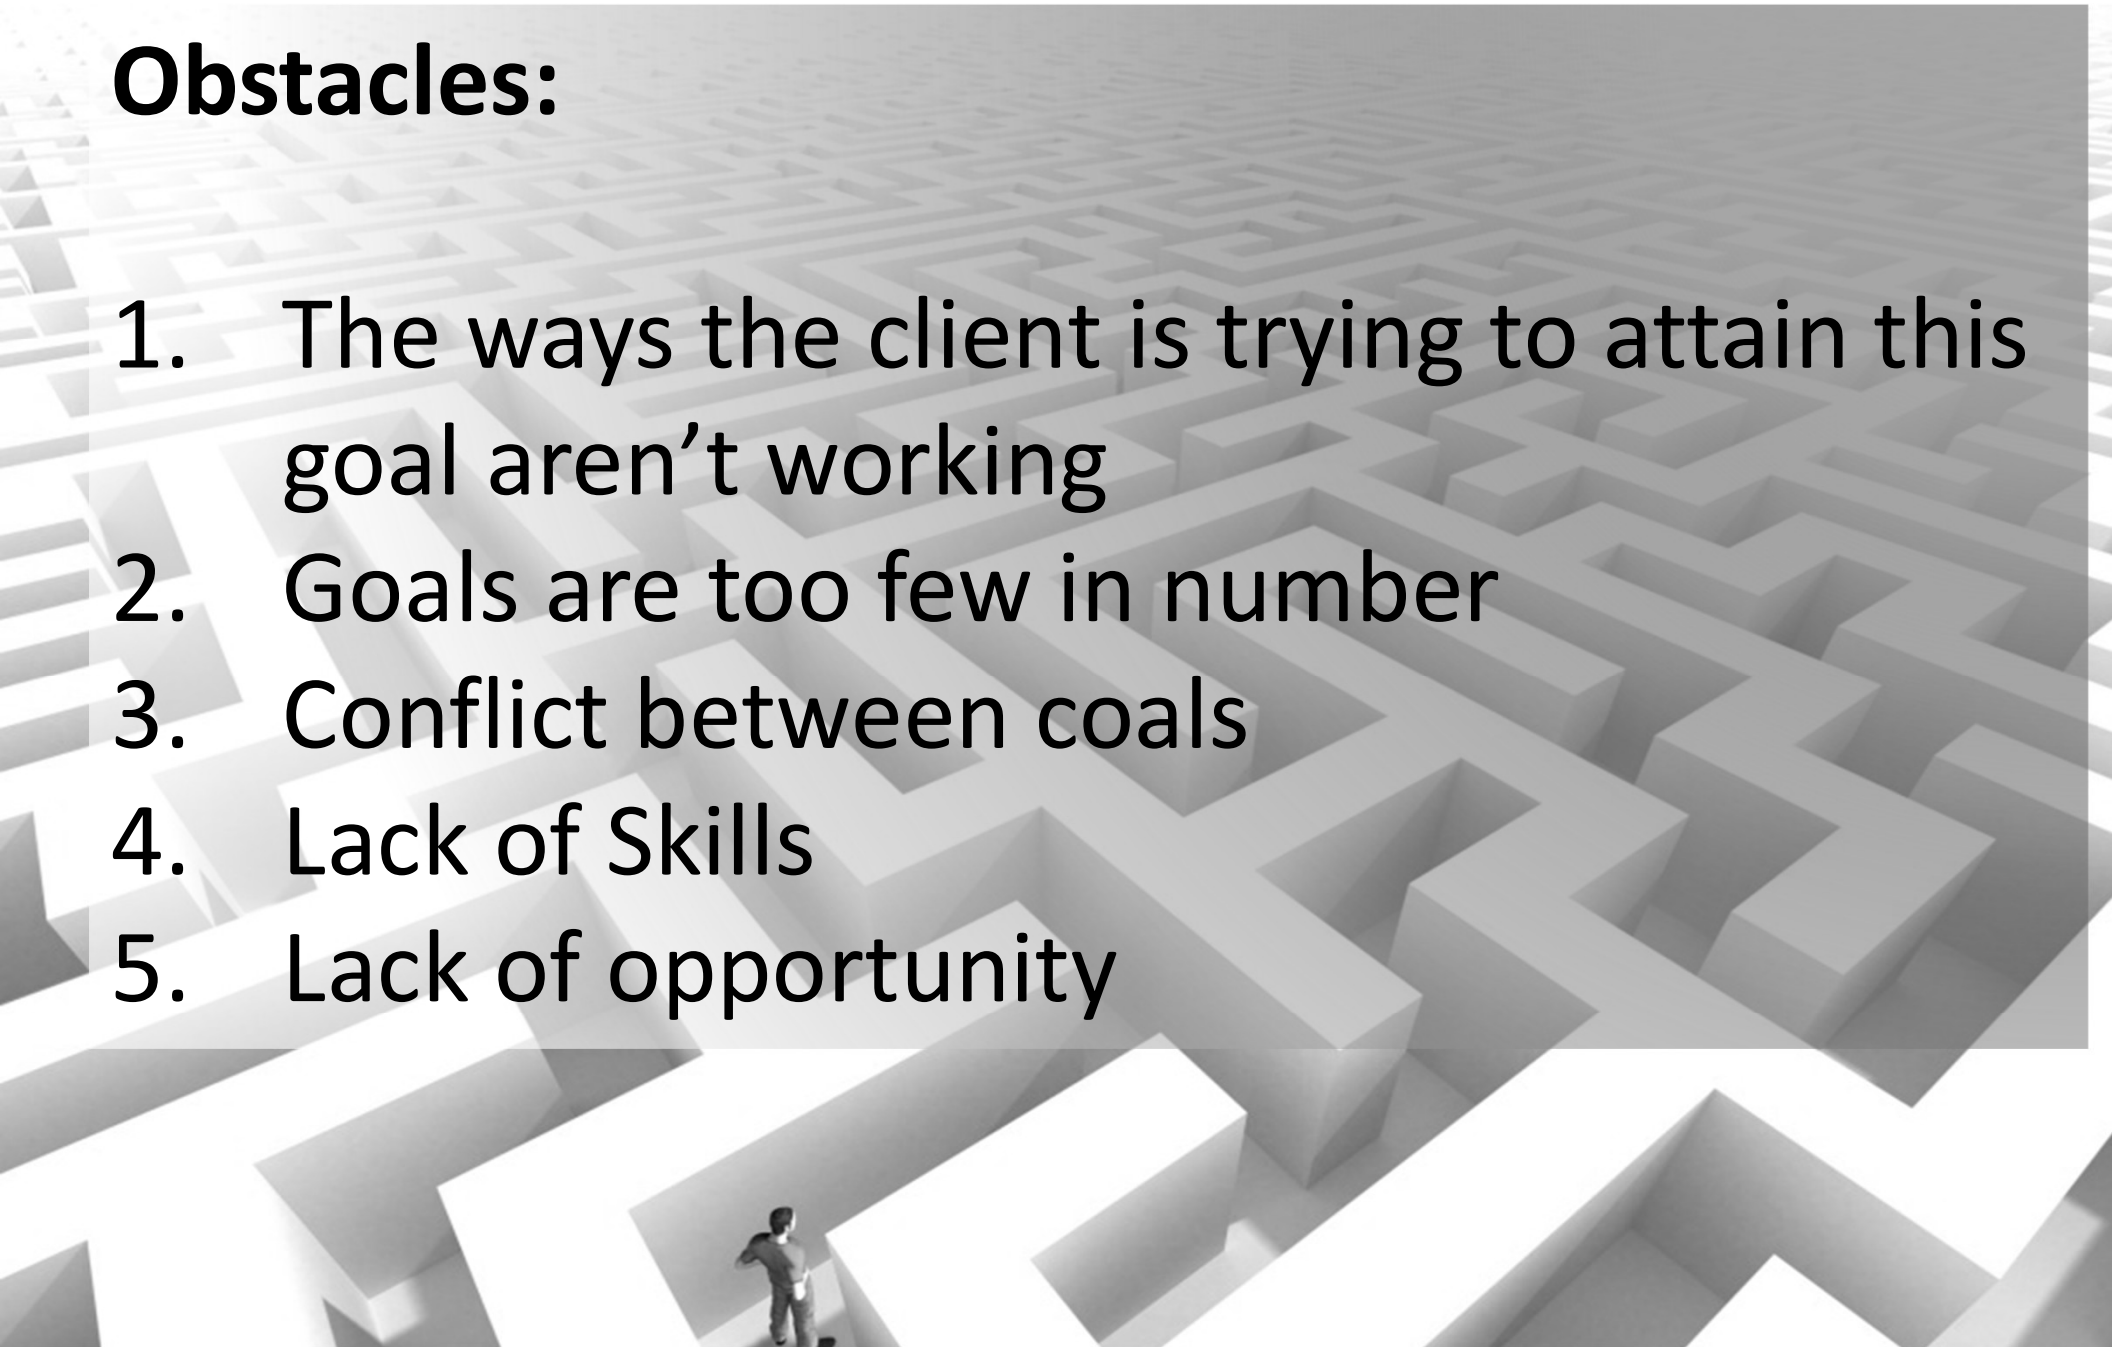 Obstacles:
1. The ways the client is trying to attain this
goal aren’t working
2. Goals are too few in number
3. Conflict between coals
4. Lack of Skills
5. Lack of opportunity